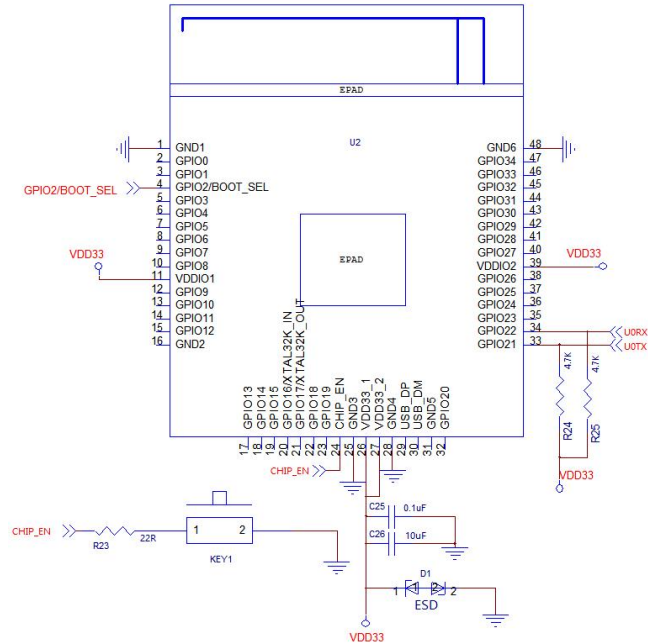 EPAD
U2
1 GND1
2 GPIO0
3 GPIO1
4 GPIO2/BOOT_SEL
5 GPIO3
6 GPIO4
7 GPIO5
8 GPIO6
9 GPIO7
10 GPIO8
11 VDDIO1
12 GPIO9
13 GPIO10
14 GPIO11
15 GPIO12
16 GND2
GPIO2/BOOT_SEL
VDD33
EPAD
GND6 48
GPIO34 47
GPIO33 46
GPIO32 45
GPIO31 44
GPIO30 43
GPIO29 42
GPIO28 41
GPIO27 40
VDDIO2 39
GPIO26 38
GPIO25 37
GPIO24 36
GPIO23 35
GPIO22 34
GPIO21 33
VDD33
U0RX
U0TX
4.7K
4.7K
R24
R25
VDD33
GPIO13 17
GPIO14 18
GPIO15 19
GPIO16/XTAL32K_IN 20
GPIO17/XTAL32K_OUT 21
GPIO18 22
GPIO19 23
CHIP_EN 24
GND3 25
VDD33_1 26
VDD33_2 27
GND4 28
USB_DP 29
USB_DM 30
GND5 31
GPIO20 32
CHIP_EN
C25 0.1uF
C26 10uF
CHIP_EN
R23 22R
1 2
KEY1
D1
1 1 2 2
ESD
VDD33